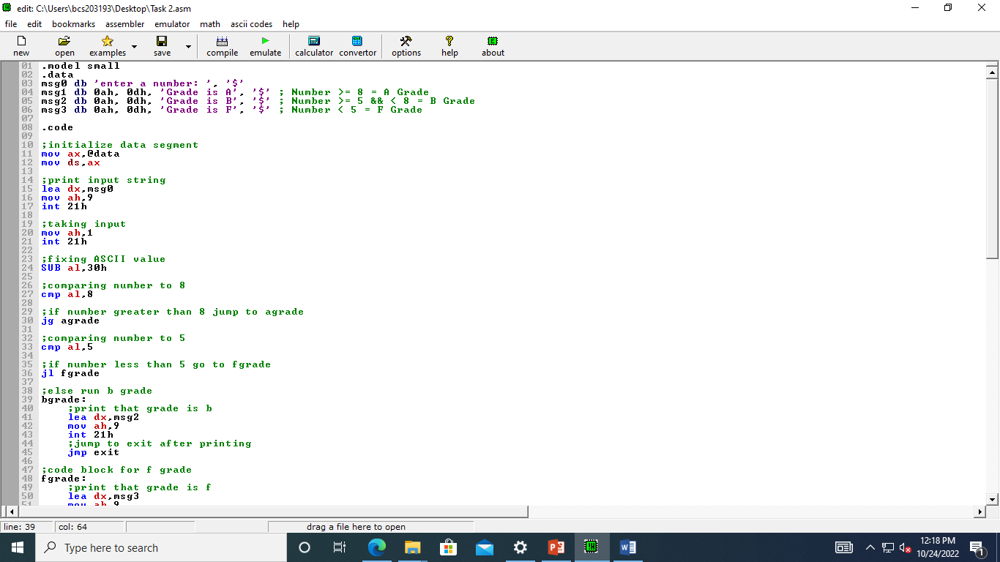 edit: C:\Users\bcs203193\Desktop\Task 2.asm
file edit bookmarks assembler emulator math ascii codes help
new open examples save compile emulate calculator convertor options help about
01 .model small
02 .data
03 msg0 db 'enter a number: ', '$'
04 msg1 db 0ah, 0dh, 'Grade is A', '$' ; Number >= 8 = A Grade
05 msg2 db 0ah, 0dh, 'Grade is B', '$' ; Number >= 5 && < 8 = B Grade
06 msg3 db 0ah, 0dh, 'Grade is F', '$' ; Number < 5 = F Grade
07
08 .code
09
10 ;initialize data segment
11 mov ax,@data
12 mov ds,ax
13
14 ;print input string
15 lea dx,msg0
16 mov ah,9
17 int 21h
18
19 ;taking input
20 mov ah,1
21 int 21h
22
23 ;fixing ASCII value
24 SUB al,30h
25
26 ;comparing number to 8
27 cmp al,8
28
29 ;if number greater than 8 jump to agrade
30 jg agrade
31
32 ;comparing number to 5
33 cmp al,5
34
35 ;if number less than 5 go to fgrade
36 jl fgrade
37
38 ;else run b grade
39 bgrade:
40 ;print that grade is b
41 lea dx,msg2
42 mov ah,9
43 int 21h
44 ;jump to exit after printing
45 jmp exit
46
47 ;code block for f grade
48 fgrade:
49 ;print that grade is f
50 lea dx,msg3
51 mov ah,9
line: 39 col: 64 drag a file here to open
Type here to search
12:18 PM
10/24/2022
1